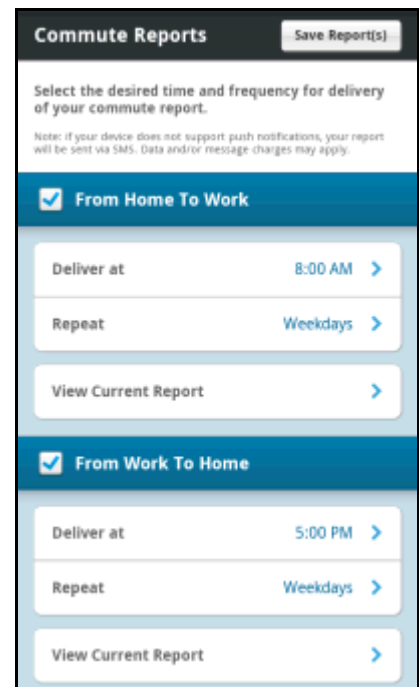 Commute Reports
Save Report(s)
Select the desired time and frequency for delivery
of your commute report.
Note: if your device does not support push notifications, your report
will be sent via SMS. Data and/or message charges may apply.
From Home To Work
Deliver at 8:00 AM
Repeat Weekdays
View Current Report
From Work To Home
Deliver at 5:00 PM
Repeat Weekdays
View Current Report